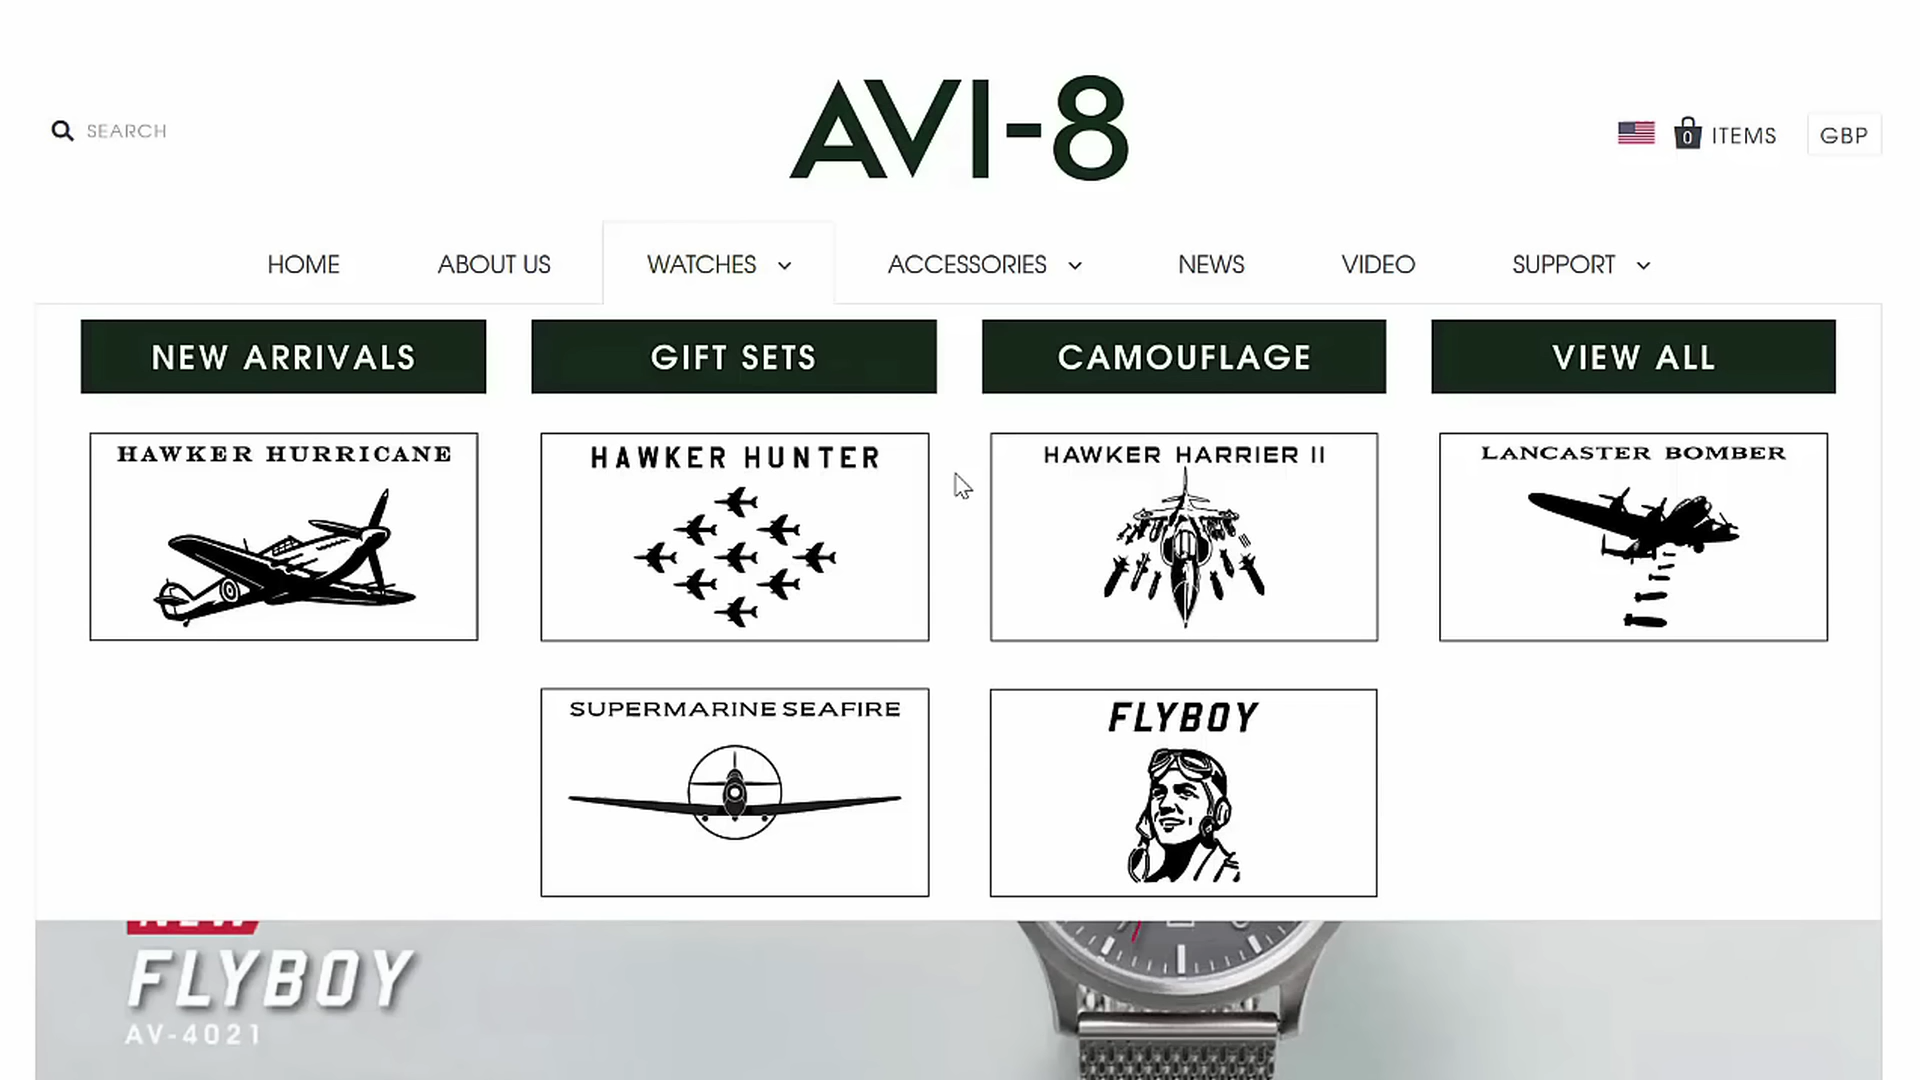 AVI-8
SEARCH
0 ITEMS
GBP
HOME
ABOUT US
WATCHES
ACCESSORIES
NEWS
VIDEO
SUPPORT
NEW ARRIVALS
GIFT SETS
CAMOUFLAGE
VIEW ALL
HAWKER HURRICANE
HAWKER HUNTER
HAWKER HARRIER II
LANCASTER BOMBER
SUPERMARINE SEAFIRE
FLYBOY
NEW
FLYBOY
AV-4021